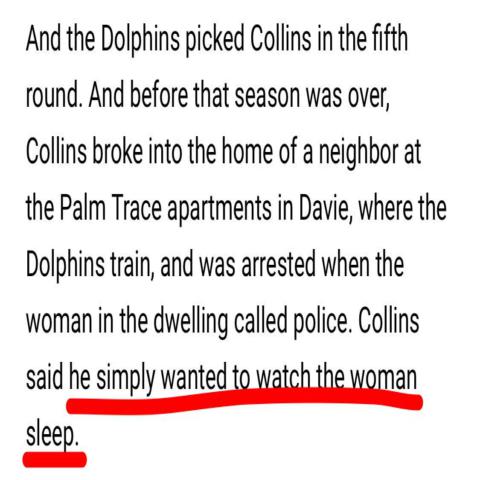 And the Dolphins picked Collins in the fifth
round. And before that season was over,
Collins broke into the home of a neighbor at
the Palm Trace apartments in Davie, where the
Dolphins train, and was arrested when the
woman in the dwelling called police. Collins
said he simply wanted to watch the woman
sleep.